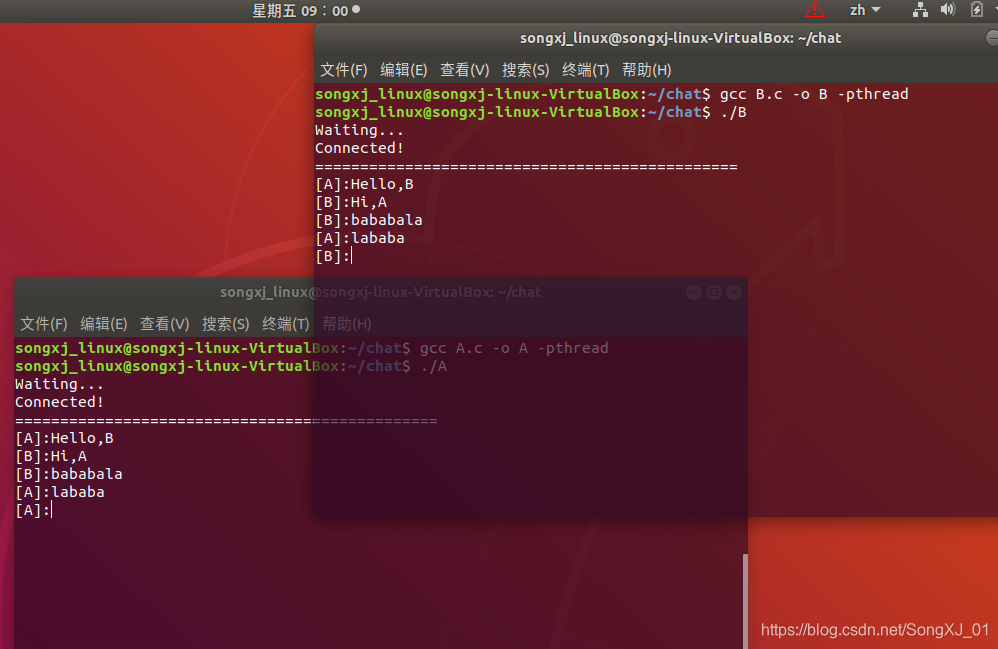 星期五 09：00
zh
songxj_linux@songxj-linux-VirtualBox: ~/chat
文件(F) 编辑(E) 查看(V) 搜索(S) 终端(T) 帮助(H)
songxj_linux@songxj-linux-VirtualBox:~/chat$ gcc B.c -o B -pthread
songxj_linux@songxj-linux-VirtualBox:~/chat$ ./B
Waiting...
Connected!
===============================================
[A]:Hello,B
[B]:Hi,A
[B]:bababala
[A]:lababa
[B]:
songxj_linux@songxj-linux-VirtualBox: ~/chat
文件(F) 编辑(E) 查看(V) 搜索(S) 终端(T) 帮助(H)
songxj_linux@songxj-linux-VirtualBox:~/chat$ gcc A.c -o A -pthread
songxj_linux@songxj-linux-VirtualBox:~/chat$ ./A
Waiting...
Connected!
===============================================
[A]:Hello,B
[B]:Hi,A
[B]:bababala
[A]:lababa
[A]:
https://blog.csdn.net/SongXJ_01